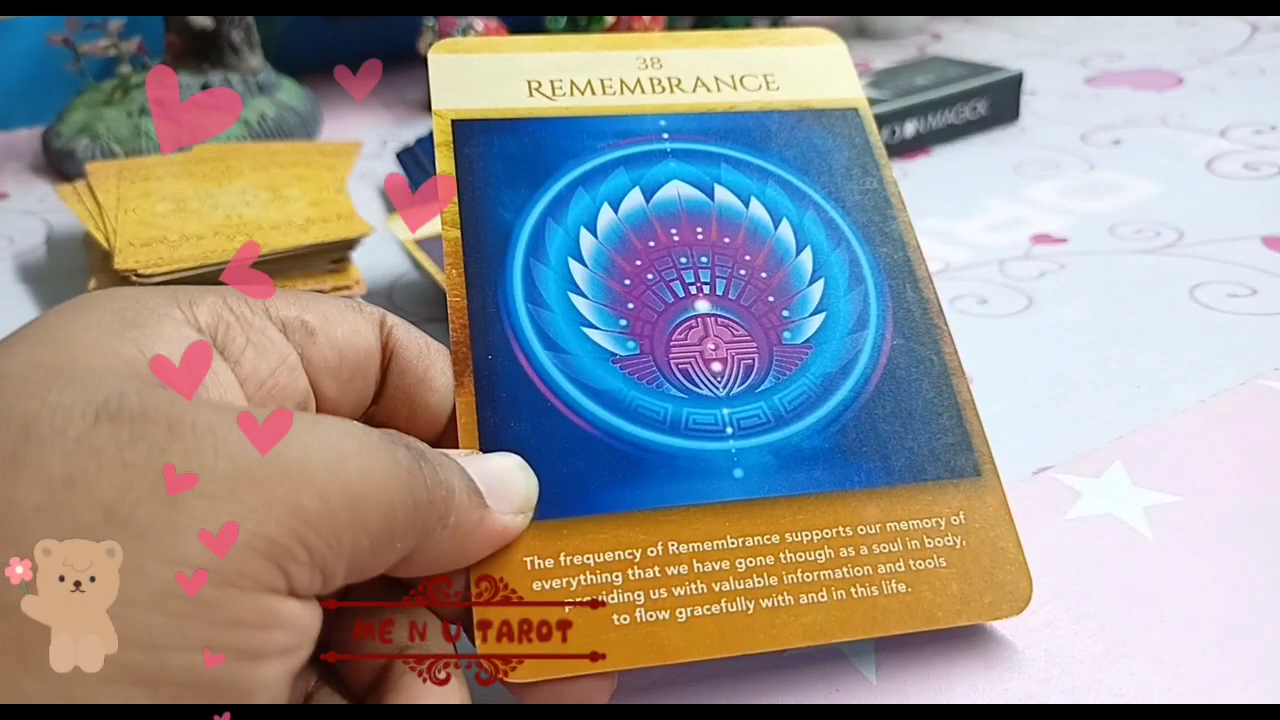 38
REMEMBRANCE
MAGICK
The frequency of Remembrance supports our memory of
everything that we have gone though as a soul in body,
providing us with valuable information and tools
to flow gracefully with and in this life.
ME N U TAROT